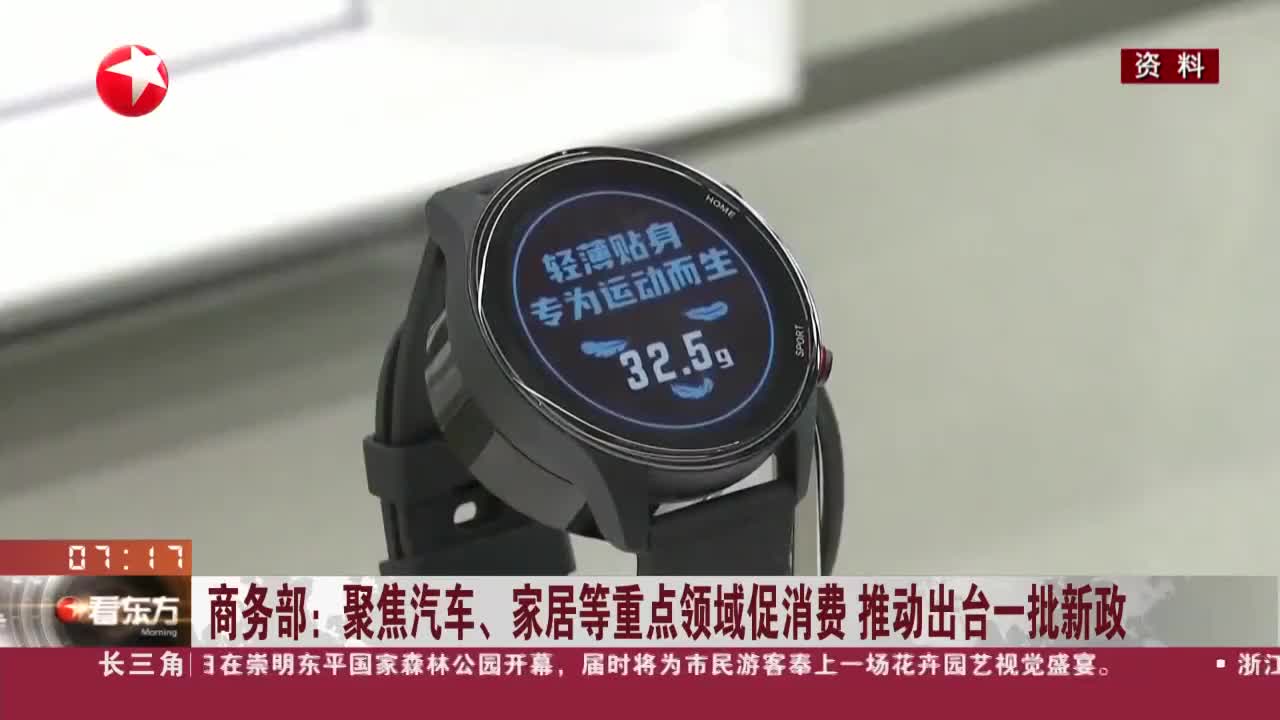 资料
HOME
轻薄贴身
专为运动而生
32.5g
SPORT
07:17
看东方
Morning
商务部：聚焦汽车、家居等重点领域促消费 推动出台一批新政
长三角 日在崇明东平国家森林公园开幕，届时将为市民游客奉上一场花卉园艺视觉盛宴。 ▪ 浙江